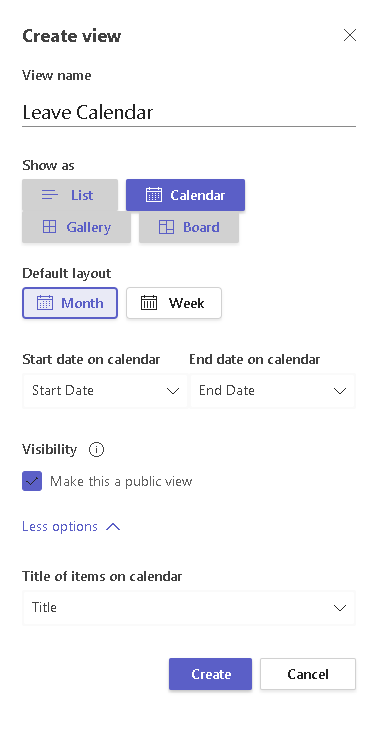 Create view
View name
Leave Calendar
Show as
List Calendar
Gallery Board
Default layout
Month Week
Start date on calendar End date on calendar
Start Date End Date
Visibility
Make this a public view
Less options
Title of items on calendar
Title
Create Cancel